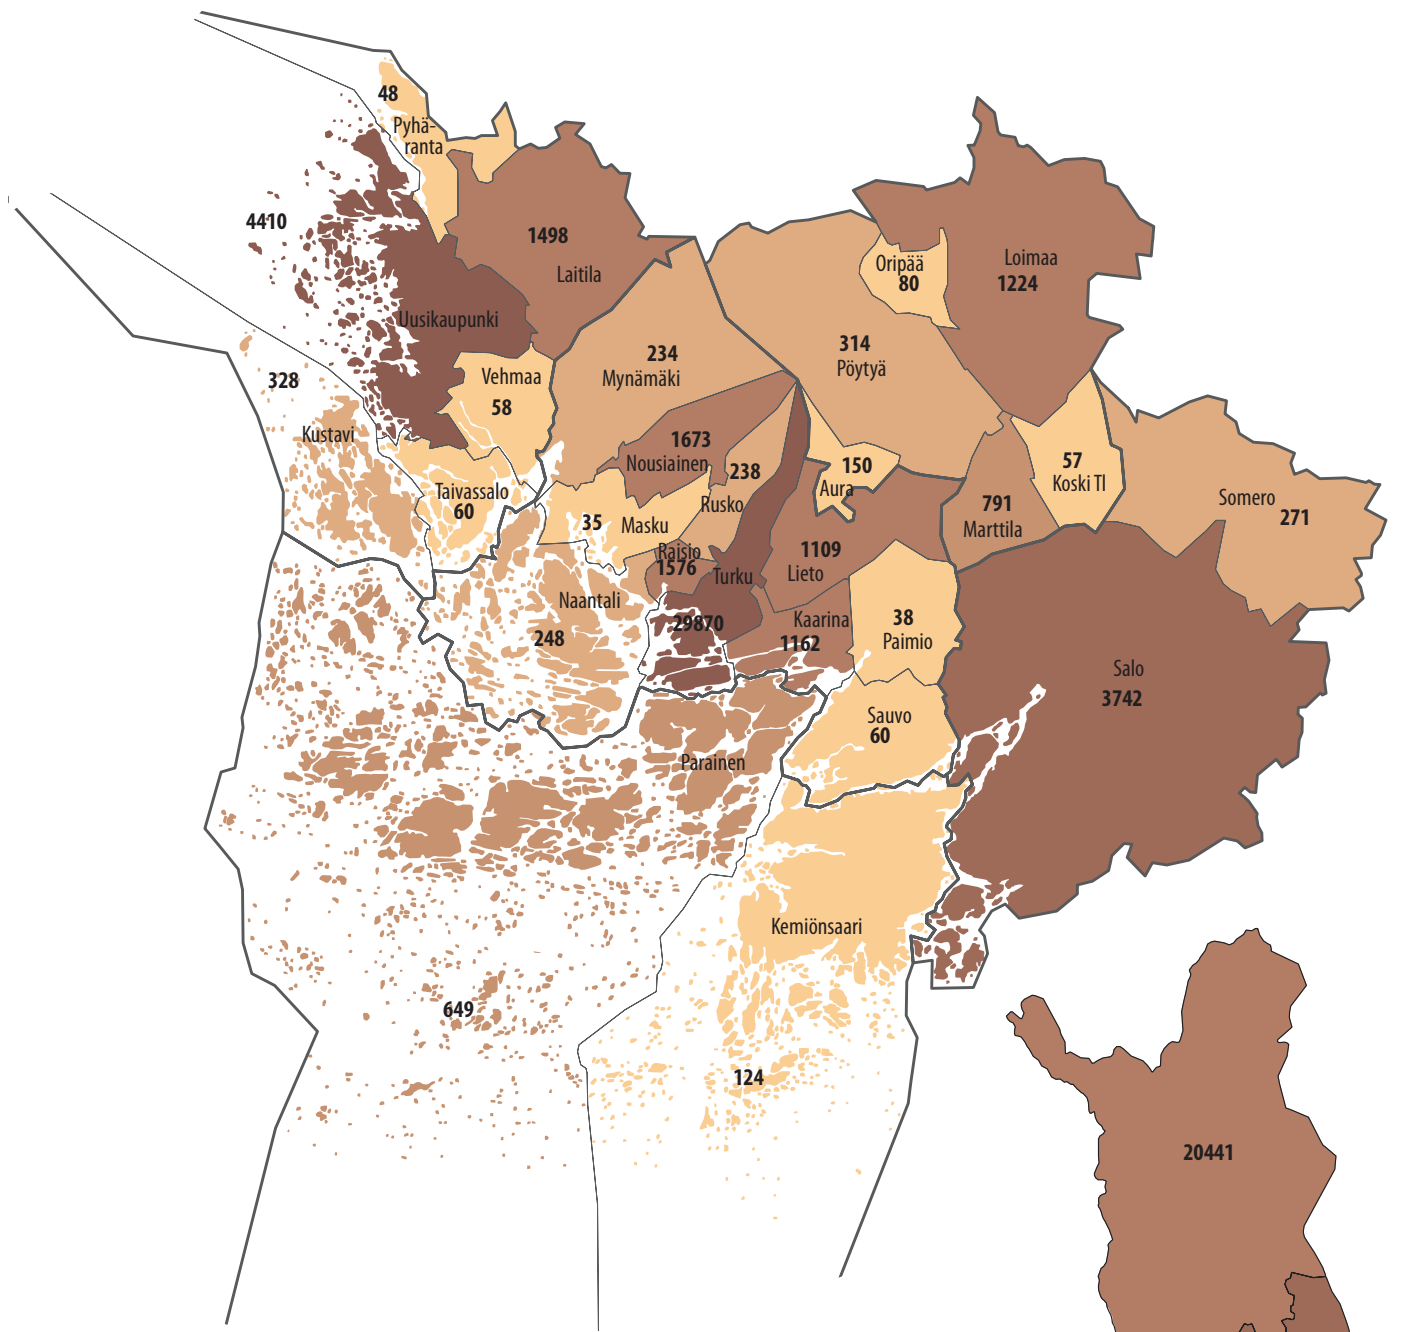 48
Pyhä-
ranta
4410
1498
Laitila
Uusikaupunki
Oripää
80
Loimaa
1224
328
Kustavi
Vehmaa
58
234
Mynämäki
314
Pöytyä
1673
Nousiainen
238
Rusko
150
Aura
57
Koski Tl
Somero
271
Taivassalo
60
35
Masku
791
Marttila
Raisio
1576
Turku
1109
Lieto
Naantali
248
29870
Kaarina
1162
38
Paimio
Salo
3742
Sauvo
60
Parainen
Kemiönsaari
649
124
20441